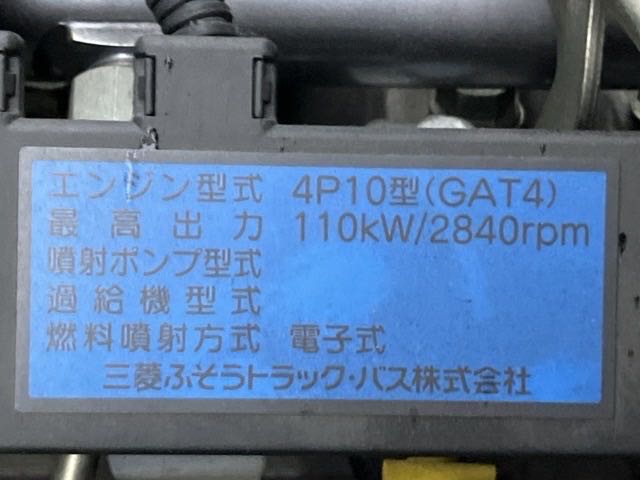 エンジン型式 4P10型(GAT4)
最高出力 110kW/2840rpm
噴射ポンプ型式
過給機型式
燃料噴射方式 電子式
三菱ふそうトラック・バス株式会社